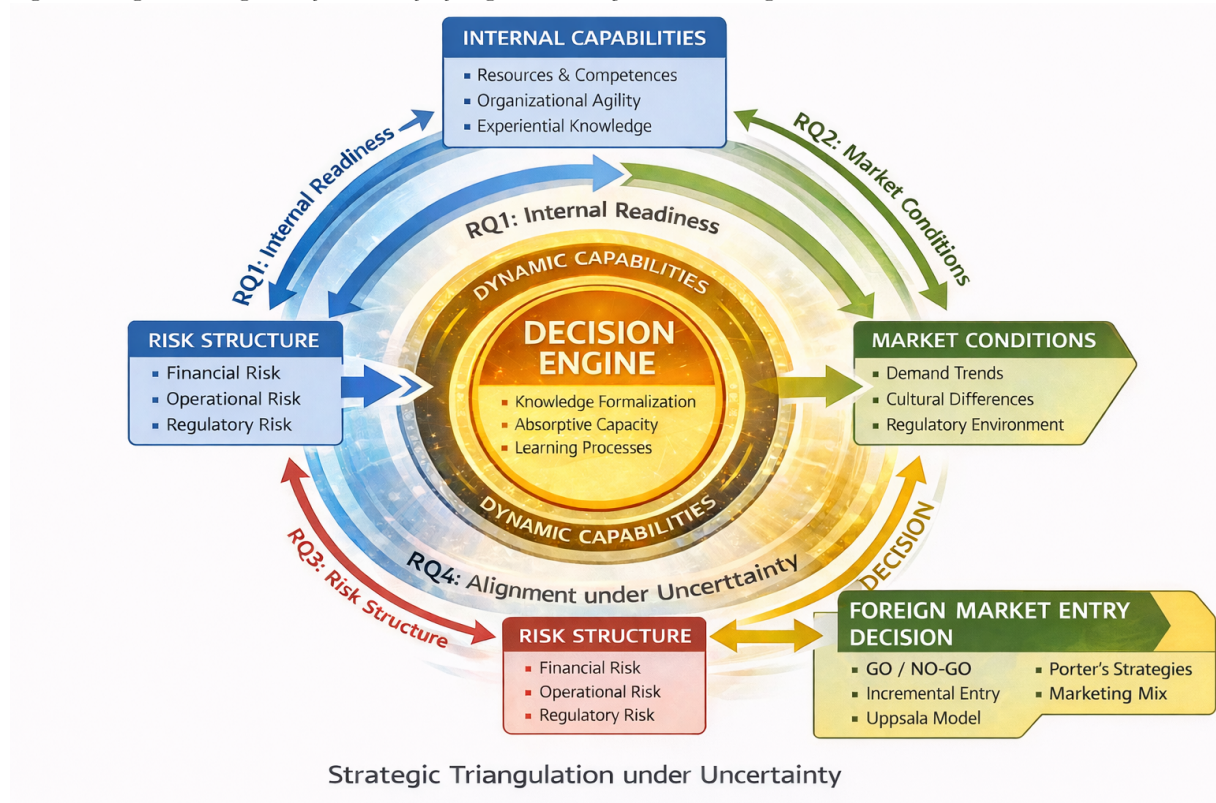 INTERNAL CAPABILITIES
▪ Resources & Competences
▪ Organizational Agility
▪ Experiential Knowledge
RQ1: Internal Readiness
RQ2: Market Conditions
RQ1: Internal Readiness
DYNAMIC CAPABILITIES
DECISION
ENGINE
▪ Knowledge Formalization
▪ Absorptive Capacity
▪ Learning Processes
DYNAMIC CAPABILITIES
RISK STRUCTURE
▪ Financial Risk
▪ Operational Risk
▪ Regulatory Risk
MARKET CONDITIONS
▪ Demand Trends
▪ Cultural Differences
▪ Regulatory Environment
RQ3: Risk Structure
RQ4: Alignment under Uncerttainty
DECISION
RISK STRUCTURE
▪ Financial Risk
▪ Operational Risk
▪ Regulatory Risk
FOREIGN MARKET ENTRY
DECISION
▪ GO / NO-GO
▪ Incremental Entry
▪ Uppsala Model
▪ Porter's Strategies
▪ Marketing Mix
Strategic Triangulation under Uncertainty